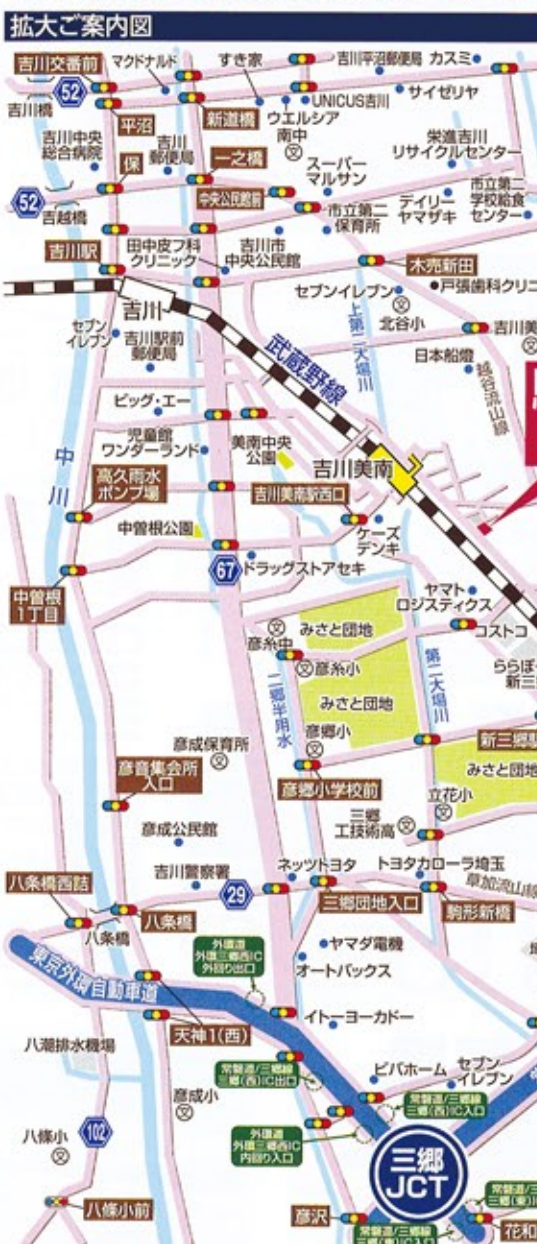 拡大ご案内図
吉川交番前
マクドナルド
すき家
吉川平沼郵便局
カスミ
52
吉川橋
平沼
新道橋
ウエルシア
UNICUS吉川
サイゼリヤ
吉川中央
総合病院
吉川
郵便局
南中
文
栄進吉川
リサイクルセンター
保
一之橋
スーパー
マルサン
中央公民館前
52
吉越橋
市立第二
保育所
デイリー
ヤマザキ
市立第二
学校給食
センター
吉川駅
田中皮フ科
クリニック
吉川市
中央公民館
木売新田
吉川
セブンイレブン
文
北谷小
戸張歯科クリニ
セブン
イレブン
吉川駅前
郵便局
武蔵野線
上第二大場川
日本船燈
吉川美
文
越谷流山線
ビッグ・エー
児童館
ワンダーランド
美南中央
公園
吉川美南
中川
高久雨水
ポンプ場
吉川美南駅西口
中曽根公園
ケーズ
デンキ
67
ドラッグストアセキ
中曽根
1丁目
ヤマト
ロジスティクス
文
彦糸中
みさと団地
コストコ
文
彦糸小
第二大場川
ららぽー
新三
二郷半用水
みさと団地
彦成保育所
文
彦郷小
文
新三郷駅
彦音集会所
入口
彦郷小学校前
みさと団地
立花小
文
彦成公民館
三郷
工技術高
文
吉川警察署
ネッツトヨタ
トヨタカローラ埼玉
八条橋西詰
29
草加流山線
八条橋
三郷団地入口
駒形新橋
八条橋
外環道
外環三郷西IC
外回り出口
ヤマダ電機
オートバックス
東京外環自動車道
天神1(西)
イトーヨーカドー
八潮排水機場
常磐道/三郷線
三郷(西)IC出口
ビバホーム
セブン
イレブン
彦成小
文
常磐道/三郷線
三郷(西)IC入口
102
八條小
文
外環道
外環三郷西IC
内回り入口
三郷
JCT
八條小前
彦沢
常磐道/三
三郷(東)I
花和
常磐道/三郷線
三郷(東)IC入口